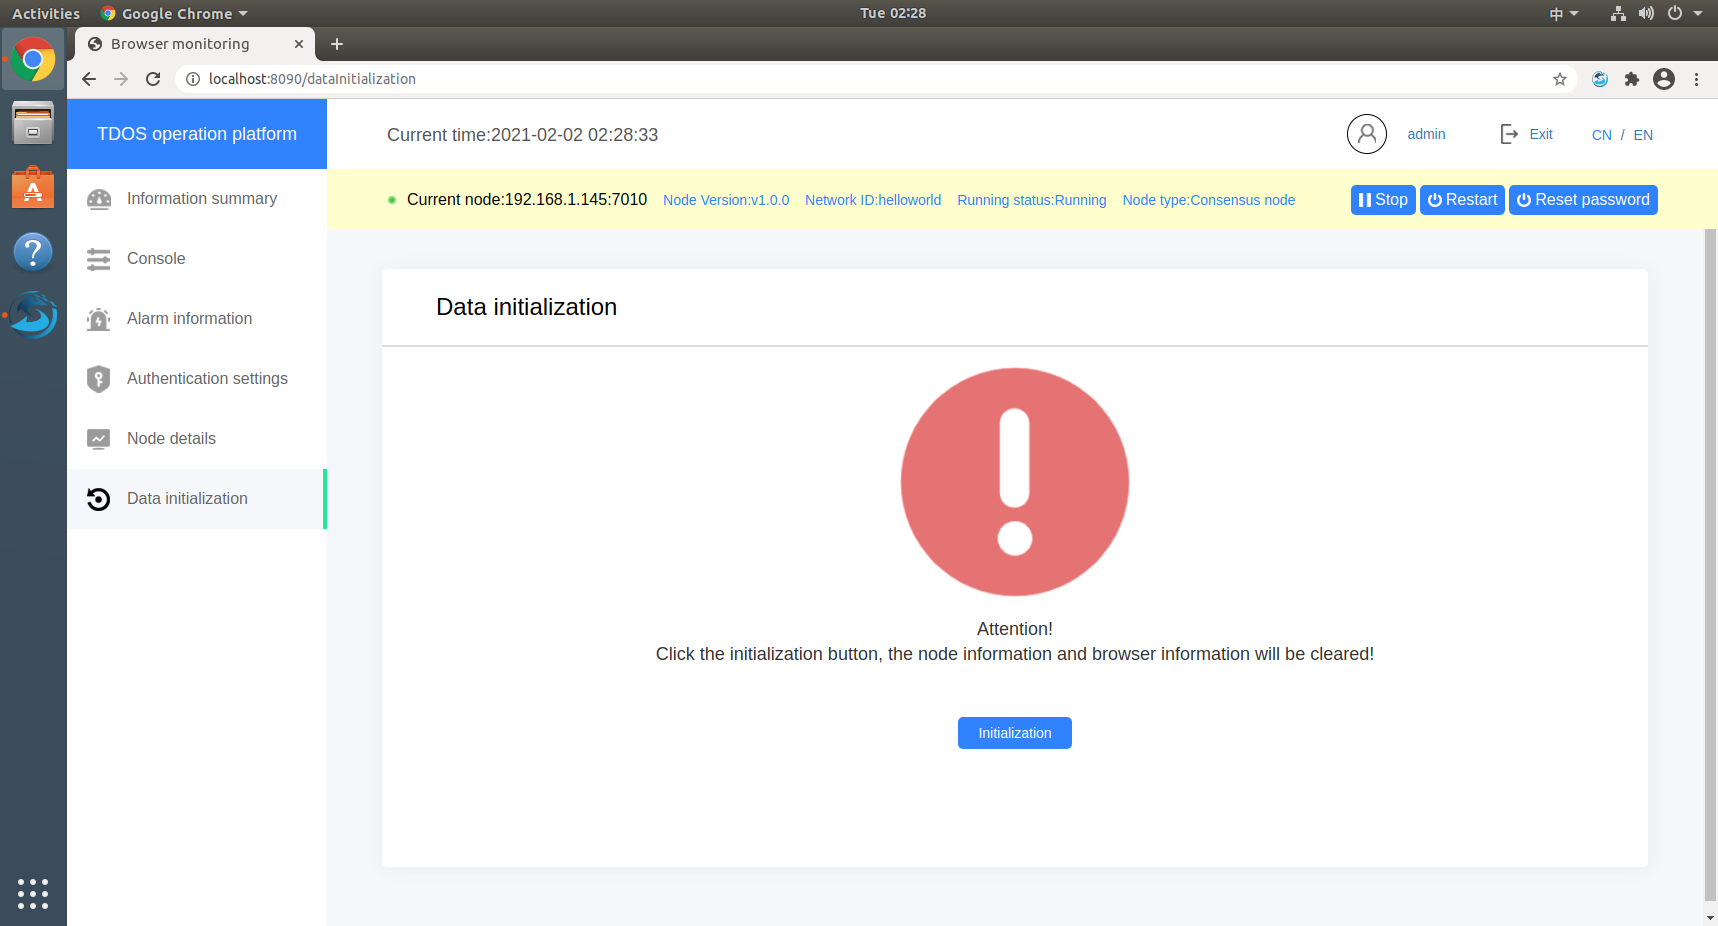 Activities Google Chrome Tue 02:28 中
Browser monitoring
localhost:8090/dataInitialization
TDOS operation platform Current time:2021-02-02 02:28:33 admin Exit CN / EN
Current node:192.168.1.145:7010 Node Version:v1.0.0 Network ID:helloworld Running status:Running Node type:Consensus node Stop Restart Reset password
Information summary
Console
Alarm information
Authentication settings
Node details
Data initialization
Data initialization
Attention!
Click the initialization button, the node information and browser information will be cleared!
Initialization